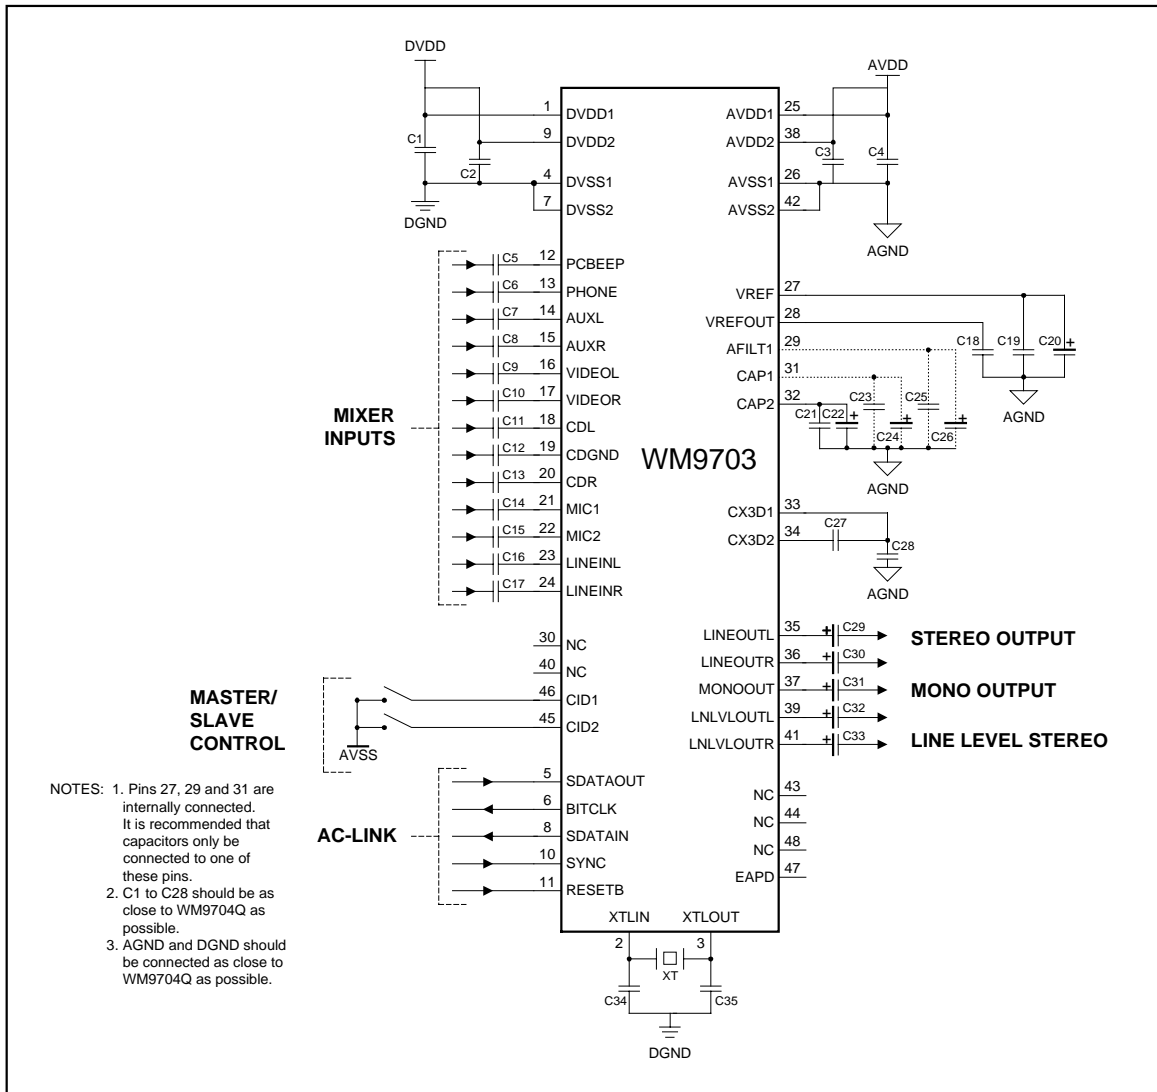 DVDD
AVDD
1 DVDD1
9 DVDD2
4 DVSS1
7 DVSS2
C1
C2
DGND
AVDD1 25
AVDD2 38
AVSS1 26
AVSS2 42
C3
C4
AGND
MIXER
INPUTS
C5 12 PCBEEP
C6 13 PHONE
C7 14 AUXL
C8 15 AUXR
C9 16 VIDEOL
C10 17 VIDEOR
C11 18 CDL
C12 19 CDGND
C13 20 CDR
C14 21 MIC1
C15 22 MIC2
C16 23 LINEINL
C17 24 LINEINR
WM9703
VREF 27
VREFOUT 28
AFILT1 29
CAP1 31
CAP2 32
C18
C19
C20 +
AGND
C21
C22 +
C23
C24 +
C25
C26 +
AGND
CX3D1 33
CX3D2 34
C27
C28
AGND
30 NC
40 NC
46 CID1
45 CID2
MASTER/
SLAVE
CONTROL
AVSS
LINEOUTL 35 + C29
LINEOUTR 36 + C30
MONOOUT 37 + C31
LNLVLOUTL 39 + C32
LNLVLOUTR 41 + C33
STEREO OUTPUT
MONO OUTPUT
LINE LEVEL STEREO
AC-LINK
5 SDATAOUT
6 BITCLK
8 SDATAIN
10 SYNC
11 RESETB
NC 43
NC 44
NC 48
EAPD 47
XTLIN XTLOUT
2 3
XT
C34 C35
DGND
NOTES: 1. Pins 27, 29 and 31 are
internally connected.
It is recommended that
capacitors only be
connected to one of
these pins.
2. C1 to C28 should be as
close to WM9704Q as
possible.
3. AGND and DGND should
be connected as close to
WM9704Q as possible.